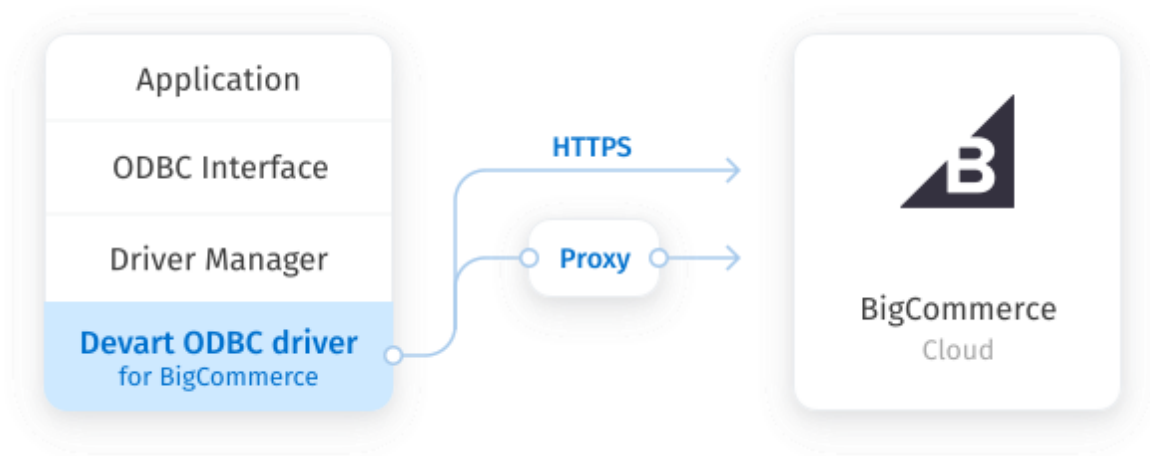 Application
ODBC Interface
Driver Manager
Devart ODBC driver
for BigCommerce
HTTPS
Proxy
B
BigCommerce
Cloud